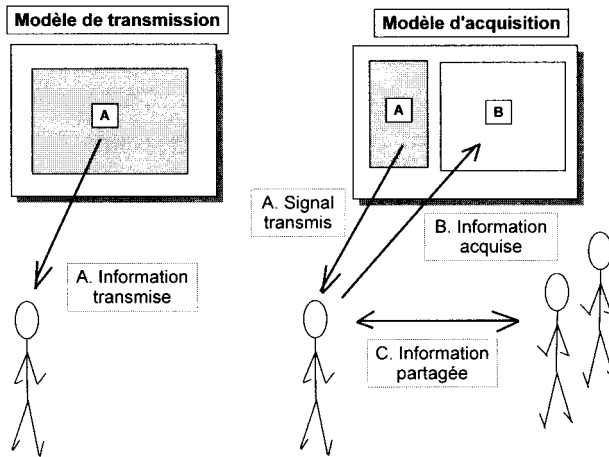 Modèle de transmission
A
A. Information
transmise
Modèle d'acquisition
A
B
A. Signal
transmis
B. Information
acquise
C. Information
partagée